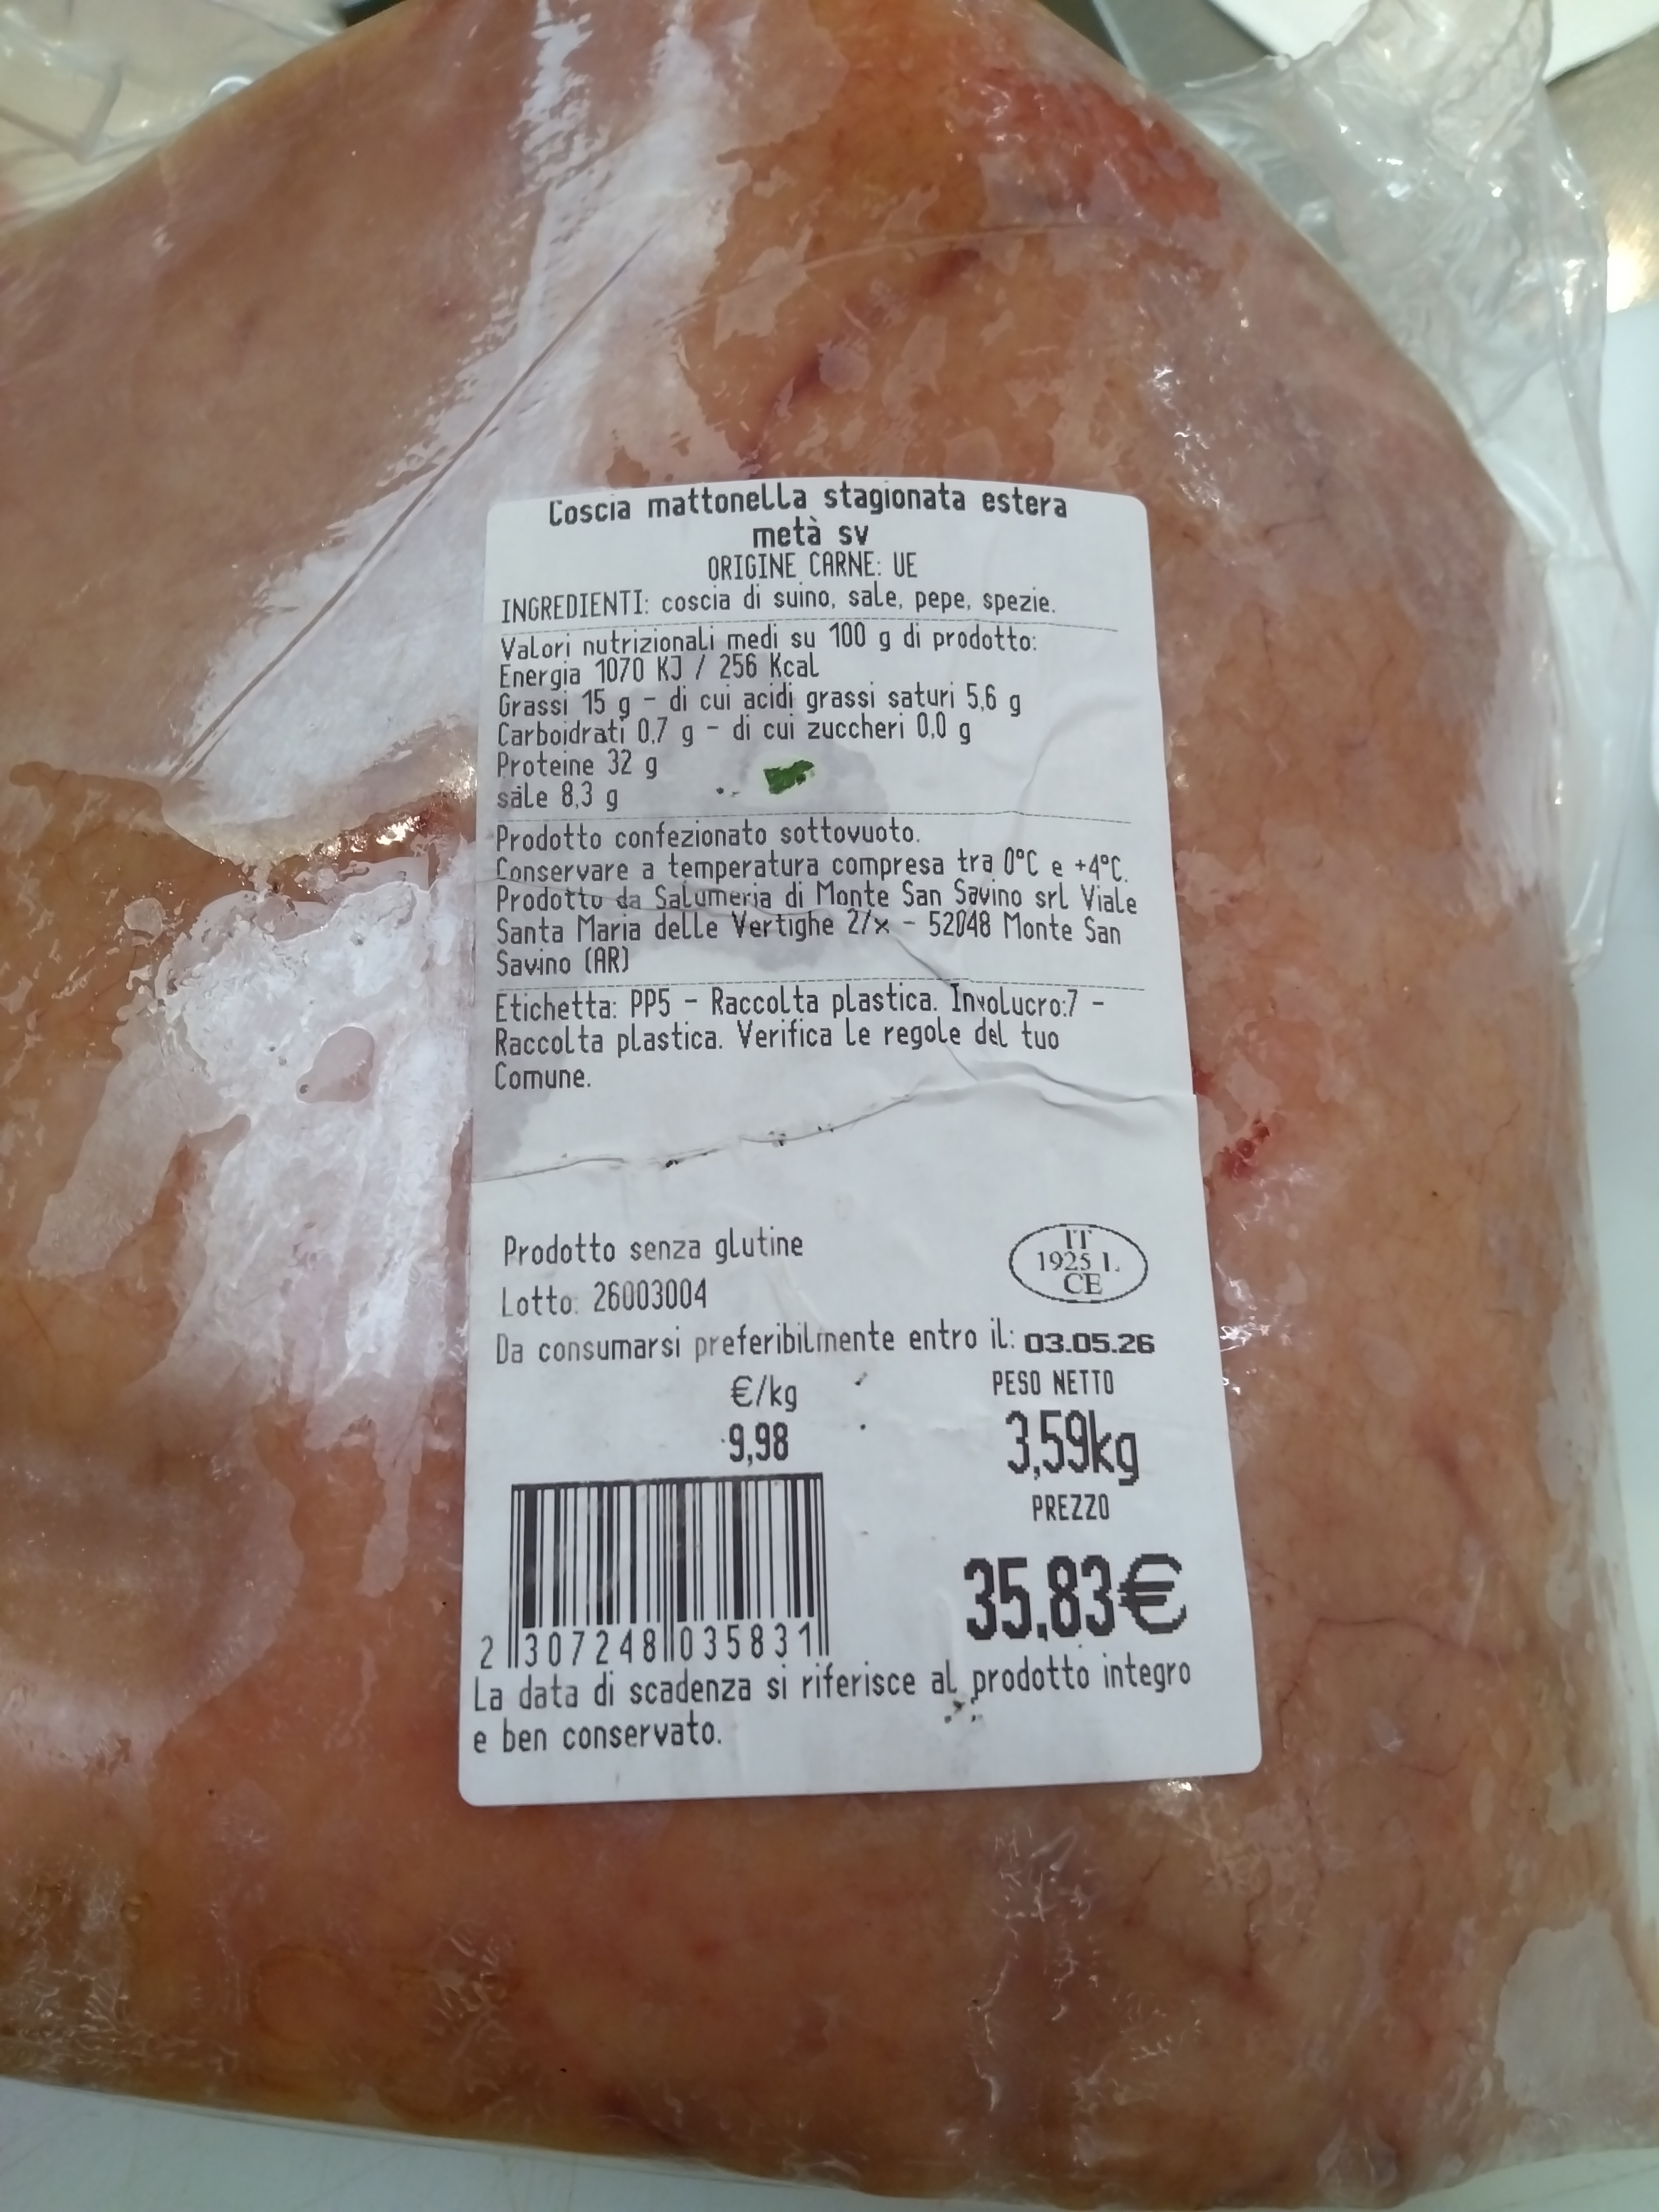 Coscia mattonella stagionata estera
metà sv
ORIGINE CARNE: UE
INGREDIENTI: coscia di suino, sale, pepe, spezie.
Valori nutrizionali medi su 100 g di prodotto:
Energia 1070 KJ / 256 Kcal
Grassi 15 g - di cui acidi grassi saturi 5,6 g
Carboidrati 0,7 g - di cui zuccheri 0,0 g
Proteine 32 g
sale 8,3 g
Prodotto confezionato sottovuoto.
Conservare a temperatura compresa tra 0°C e +4°C.
Prodotto da Salumeria di Monte San Savino srl Viale
Santa Maria delle Vertighe 2/x - 52048 Monte San
Savino (AR)
Etichetta: PP5 - Raccolta plastica. Involucro:7 -
Raccolta plastica. Verifica le regole del tuo
Comune.
Prodotto senza glutine
IT
1925 L
CE
Lotto: 26003004
Da consumarsi preferibilmente entro il: 03.05.26
€/kg
9,98
PESO NETTO
3,59kg
PREZZO
35,83€
2 307248 035831
La data di scadenza si riferisce al prodotto integro
e ben conservato.